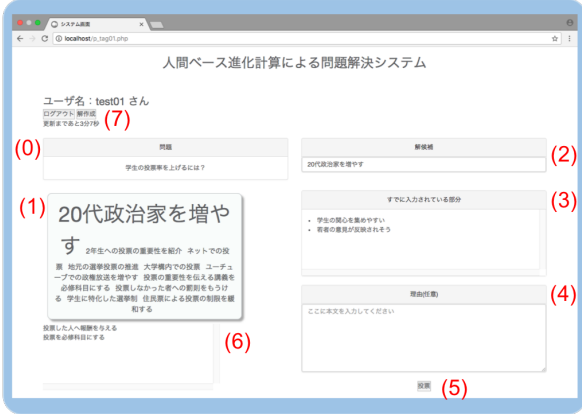 システム画面
localhost/p_tag01.php
人間ベース進化計算による問題解決システム
ユーザ名：test01 さん
ログアウト 解作成
(7)
更新まであと3分7秒
(0)
問題
学生の投票率を上げるには？
(1)
20代政治家を増や
す 2年生への投票の重要性を紹介 ネットでの投
票 地元の選挙投票の推進 大学構内での投票 ユーチュ
ーブでの政権放送を増やす 投票の重要性を伝える講義を
必修科目にする 投票しなかった者への罰則をもうけ
る 学生に特化した選挙制 住民票による投票の制限を緩
和する
投票した人へ報酬を与える
投票を必修科目にする
(6)
解候補
20代政治家を増やす
(2)
すでに入力されている部分
(3)
• 学生の関心を集めやすい
• 若者の意見が反映されそう
理由(任意)
(4)
ここに本文を入力してください
投票
(5)